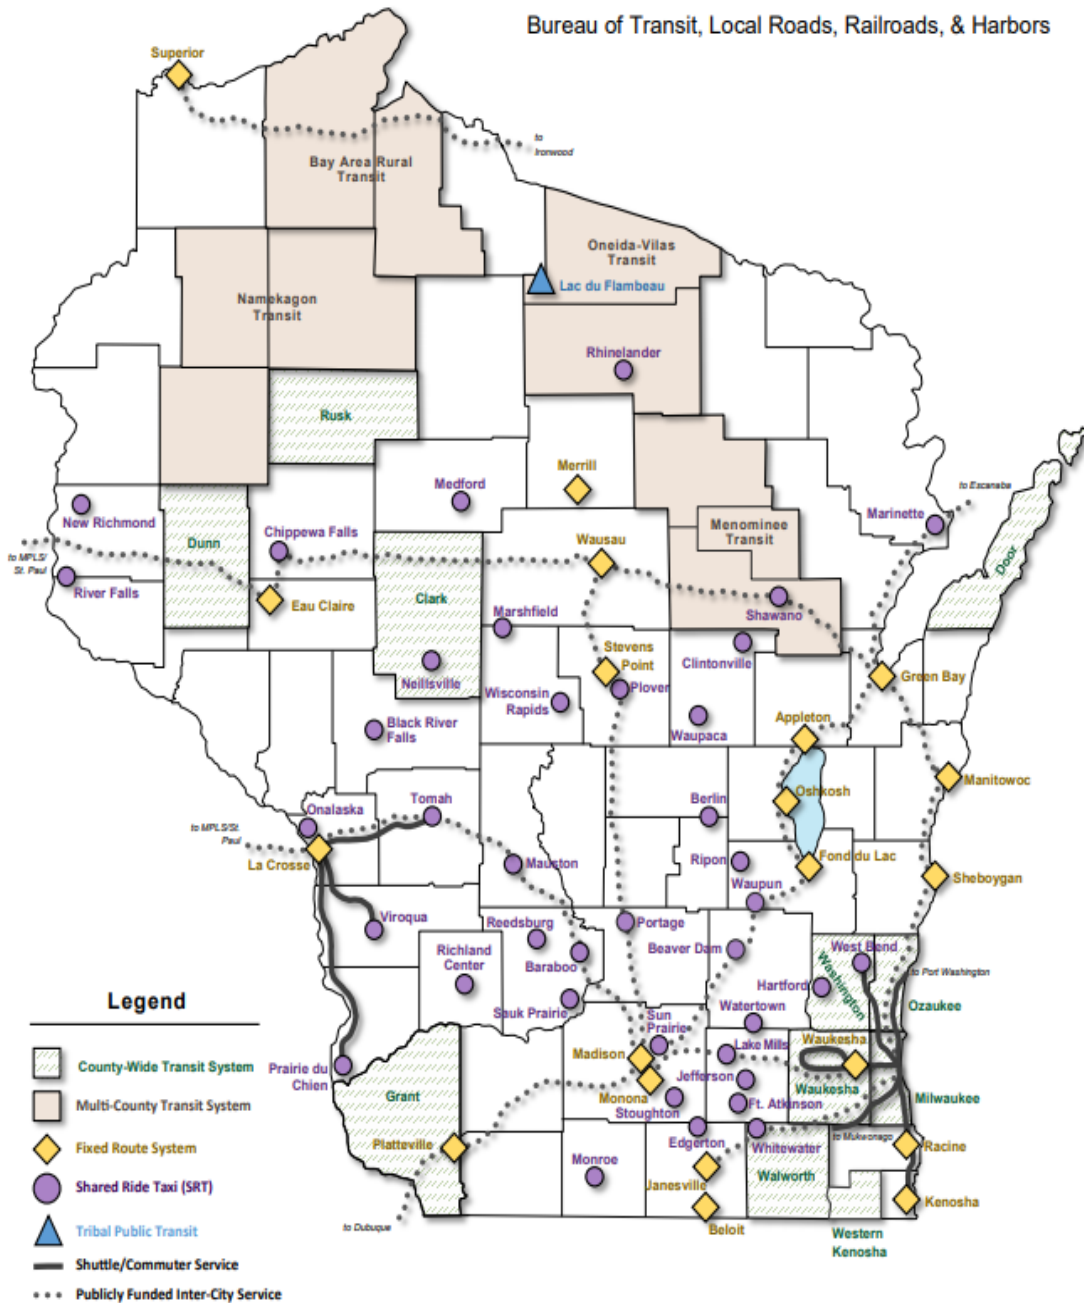 Bureau of Transit, Local Roads, Railroads, & Harbors
Superior
to
Ironwood
Bay Area Rural
Transit
Oneida-Vilas
Transit
Lac du Flambeau
Namekagon
Transit
Rhinelander
Rusk
Merrill
Medford
to Escanaba
Marinette
New Richmond
Chippewa Falls
Menominee
Transit
Dunn
Wausau
to MPLS/
St. Paul
Door
River Falls
Eau Claire
Clark
Marshfield
Shawano
Stevens
Point
Clintonville
Neillsville
Plover
Green Bay
Wisconsin
Rapids
Black River
Falls
Waupaca
Appleton
Manitowoc
Oshkosh
Onalaska
Tomah
Berlin
to MPLS/St.
Paul
La Crosse
Mauston
Ripon
Fond du Lac
Sheboygan
Waupun
Viroqua
Reedsburg
Portage
Beaver Dam
West Bend
Richland
Center
Baraboo
to Port Washington
Hartford
Washington
Ozaukee
Sauk Prairie
Sun
Prairie
Watertown
Lake Mills
Waukesha
Madison
Prairie du
Chien
Jefferson
Waukesha
Monona
Grant
Stoughton
Ft. Atkinson
Milwaukee
Platteville
Edgerton
Whitewater
to Mukwonago
Racine
Monroe
Janesville
Walworth
Kenosha
to Dubuque
Beloit
Western
Kenosha
Legend
County-Wide Transit System
Multi-County Transit System
Fixed Route System
Shared Ride Taxi (SRT)
Tribal Public Transit
Shuttle/Commuter Service
Publicly Funded Inter-City Service